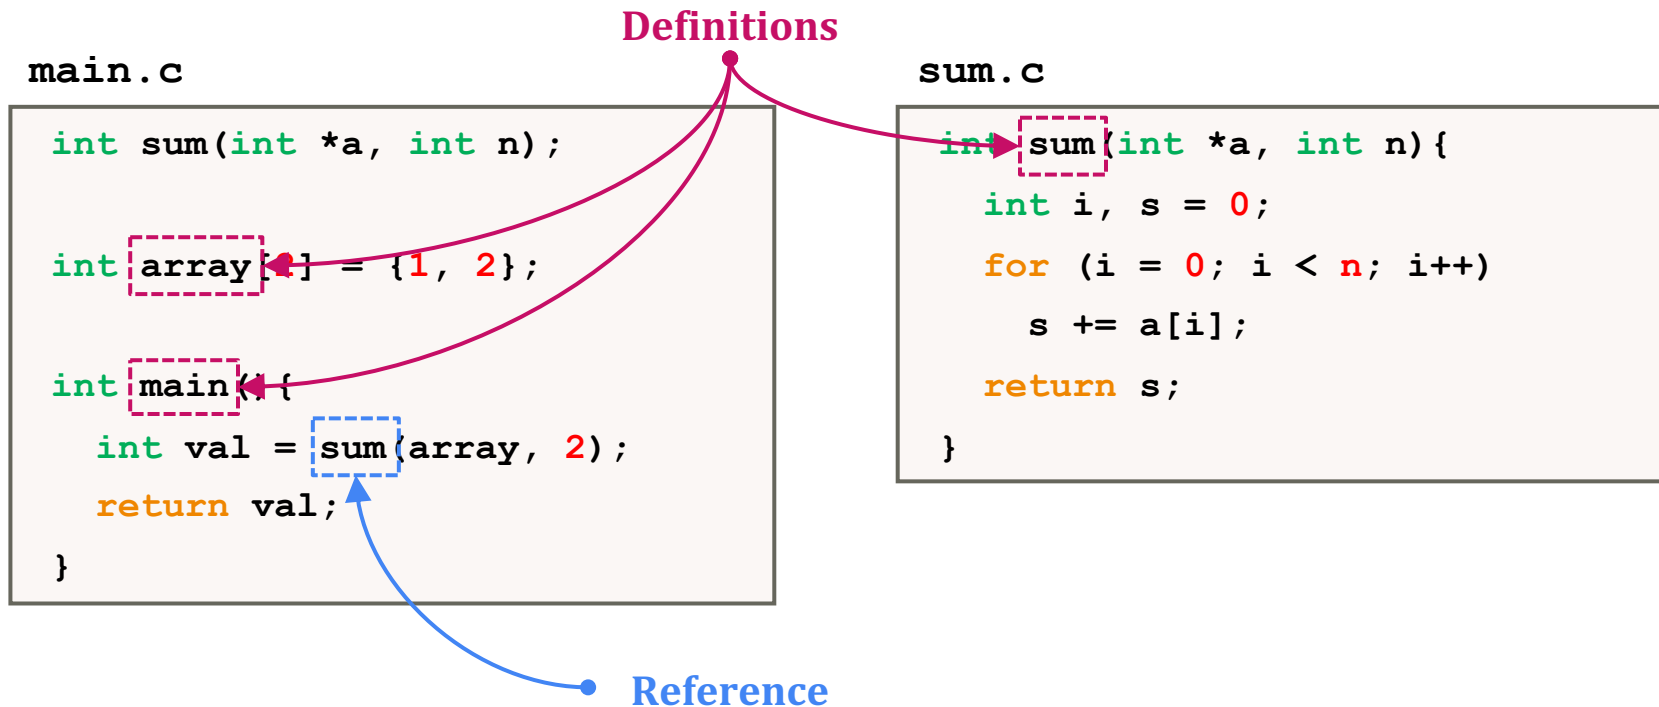 Definitions
main.c
int sum(int *a, int n);
int array[2] = {1, 2};
int main(){
int val = sum(array, 2);
return val;
}
sum.c
int sum(int *a, int n){
int i, s = 0;
for (i = 0; i < n; i++)
s += a[i];
return s;
}
Reference